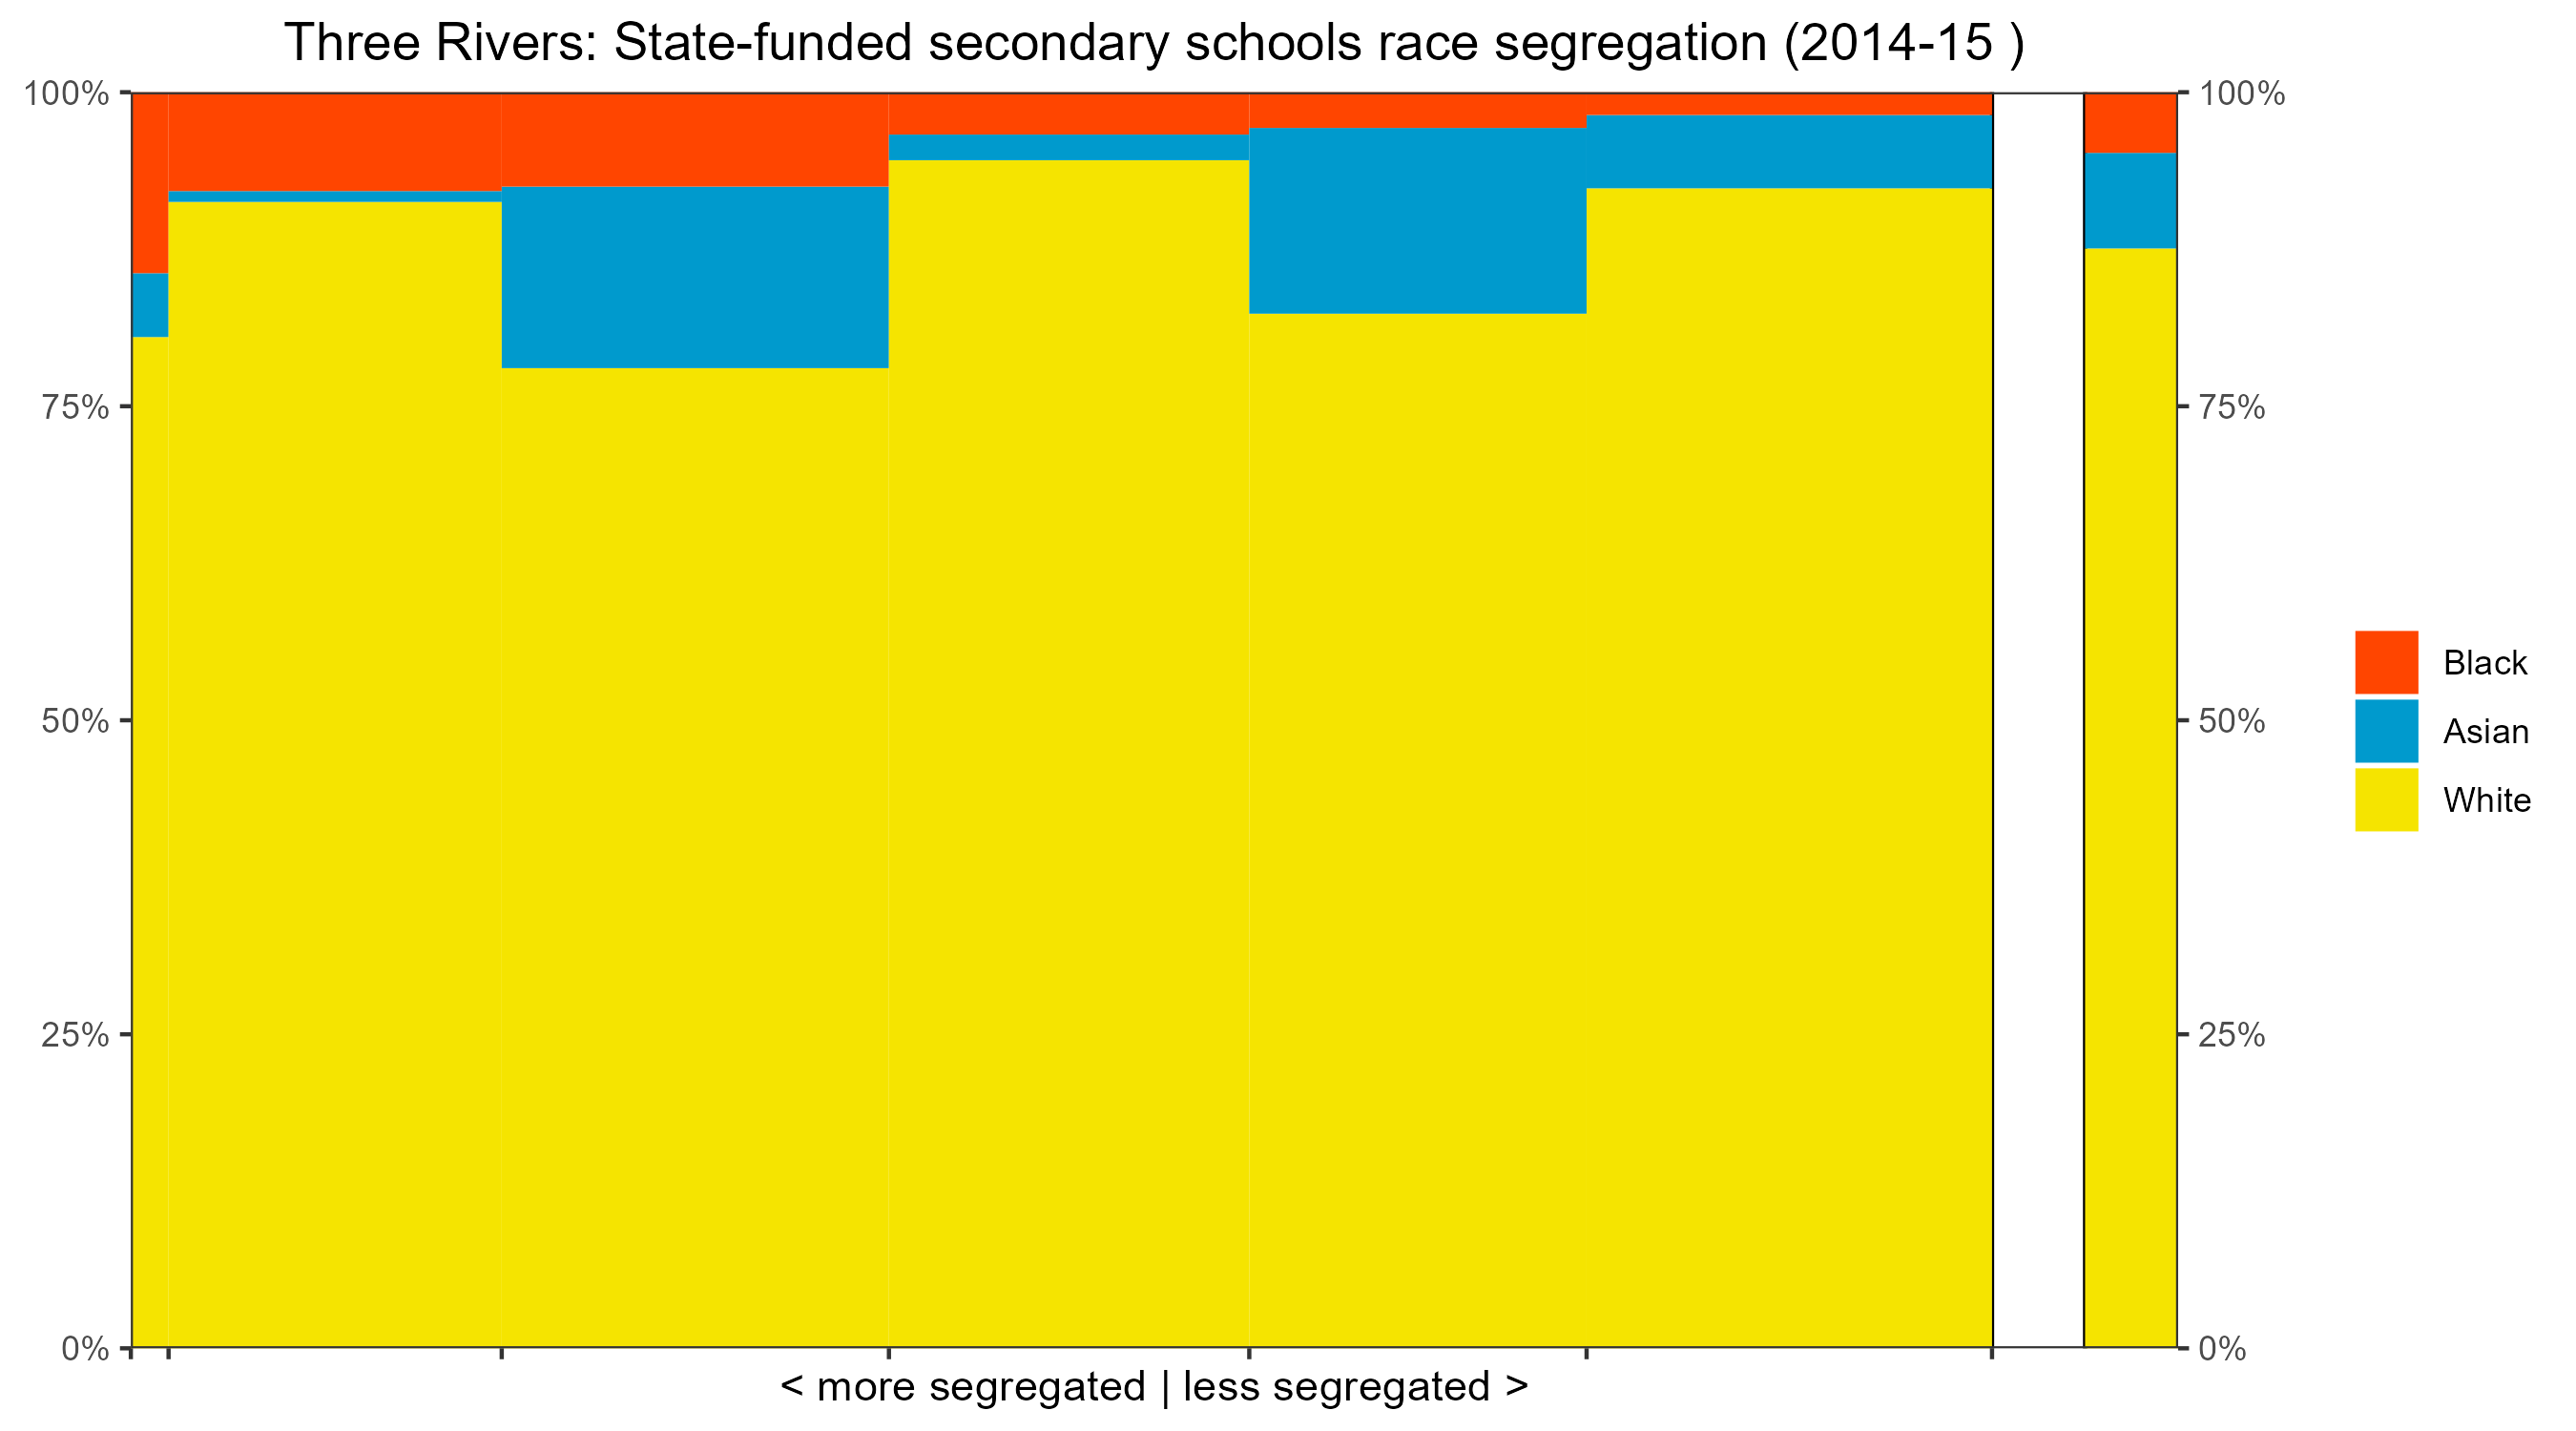 Three Rivers: State-funded secondary schools race segregation (2014-15 )
100%
75%
50%
25%
0%
100%
75%
50%
25%
0%
Black
Asian
White
< more segregated | less segregated >